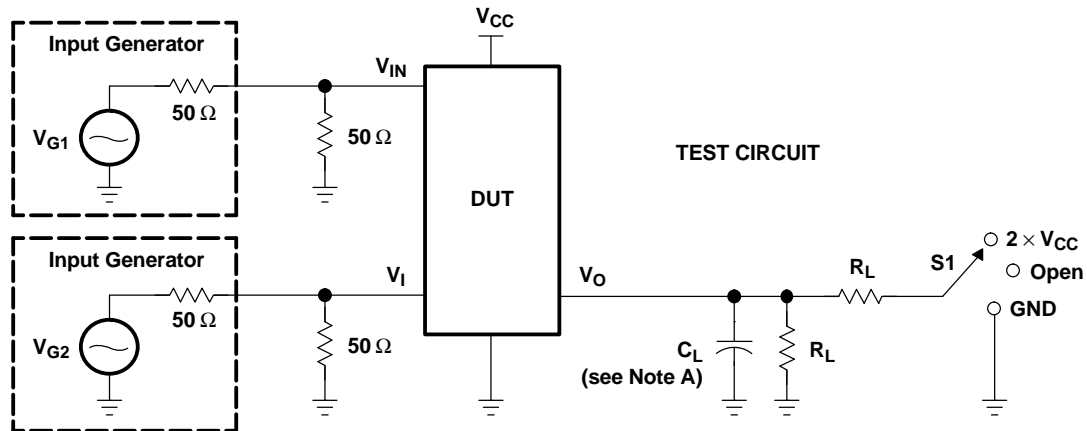 Input Generator
V_G1
50 Ω
V_IN
50 Ω
V_CC
DUT
TEST CIRCUIT
Input Generator
V_G2
50 Ω
V_I
50 Ω
V_O
C_L
(see Note A)
R_L
R_L
S1
2 × V_CC
Open
GND